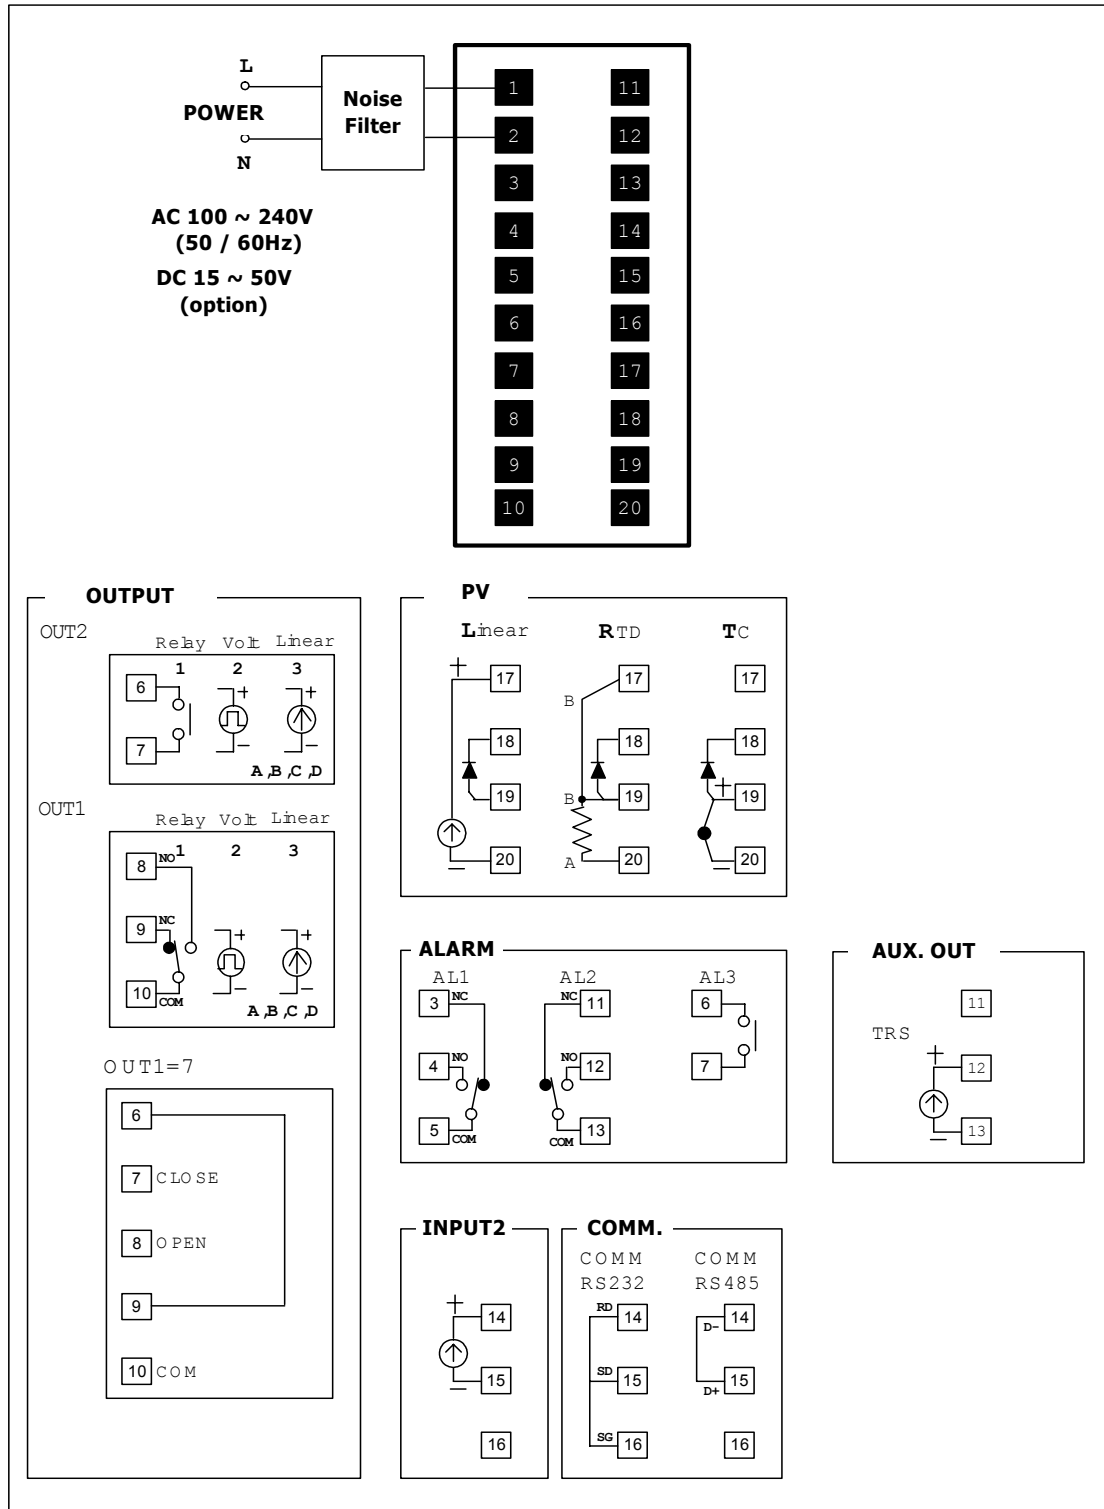 L
POWER
N
Noise
Filter
AC 100 ~ 240V
(50 / 60Hz)
DC 15 ~ 50V
(option)
1 11
2 12
3 13
4 14
5 15
6 16
7 17
8 18
9 19
10 20
OUTPUT
OUT2
Relay Volt Linear
1 2 3
6
+ +
7
- -
A,B,C,D
OUT1
Relay Volt Linear
1 2 3
8 NO
9 NC
+ +
10 COM
- -
A,B,C,D
OUT1=7
6
7 CLOSE
8 OPEN
9
10 COM
PV
Linear RTD TC
+ 17 B 17 17
18 18 18
19 B 19 + 19
- 20 A 20 - 20
ALARM
AL1 AL2 AL3
3 NC NC 11 6
4 NO NO 12 7
5 COM COM 13
AUX. OUT
11
TRS
+ 12
- 13
INPUT2
+ 14
- 15
16
COMM.
COMM COMM
RS232 RS485
RD 14 D- 14
SD 15 D+ 15
SG 16 16